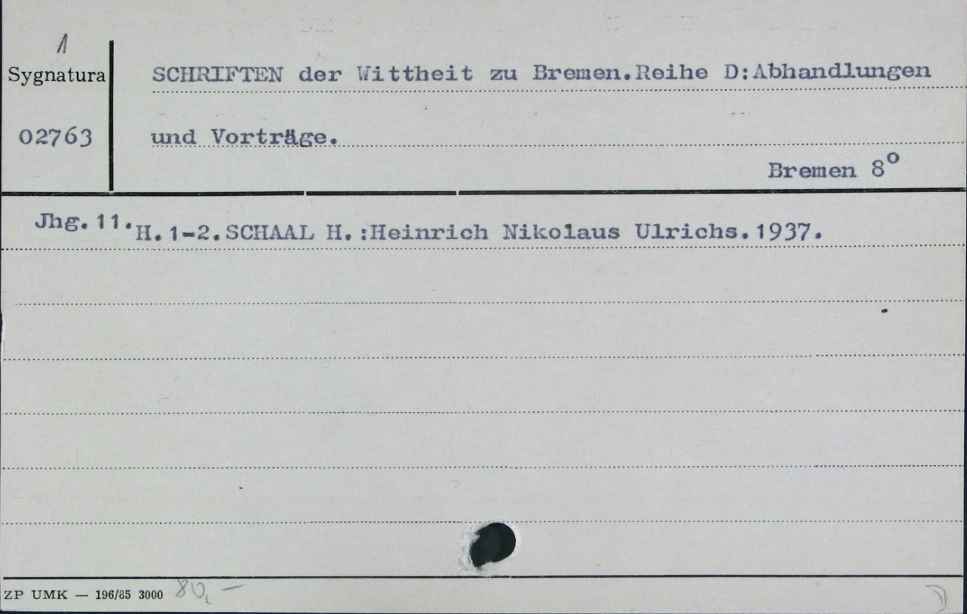 1
Sygnatura
02763
SCHRIFTEN der Wittheit zu Bremen.Reihe D:Abhandlungen
und Vorträge.
Bremen 8°
Jhg. 11. H. 1-2. SCHAAL H. :Heinrich Nikolaus Ulrichs. 1937.
ZP UMK — 196/85 3000 80,—